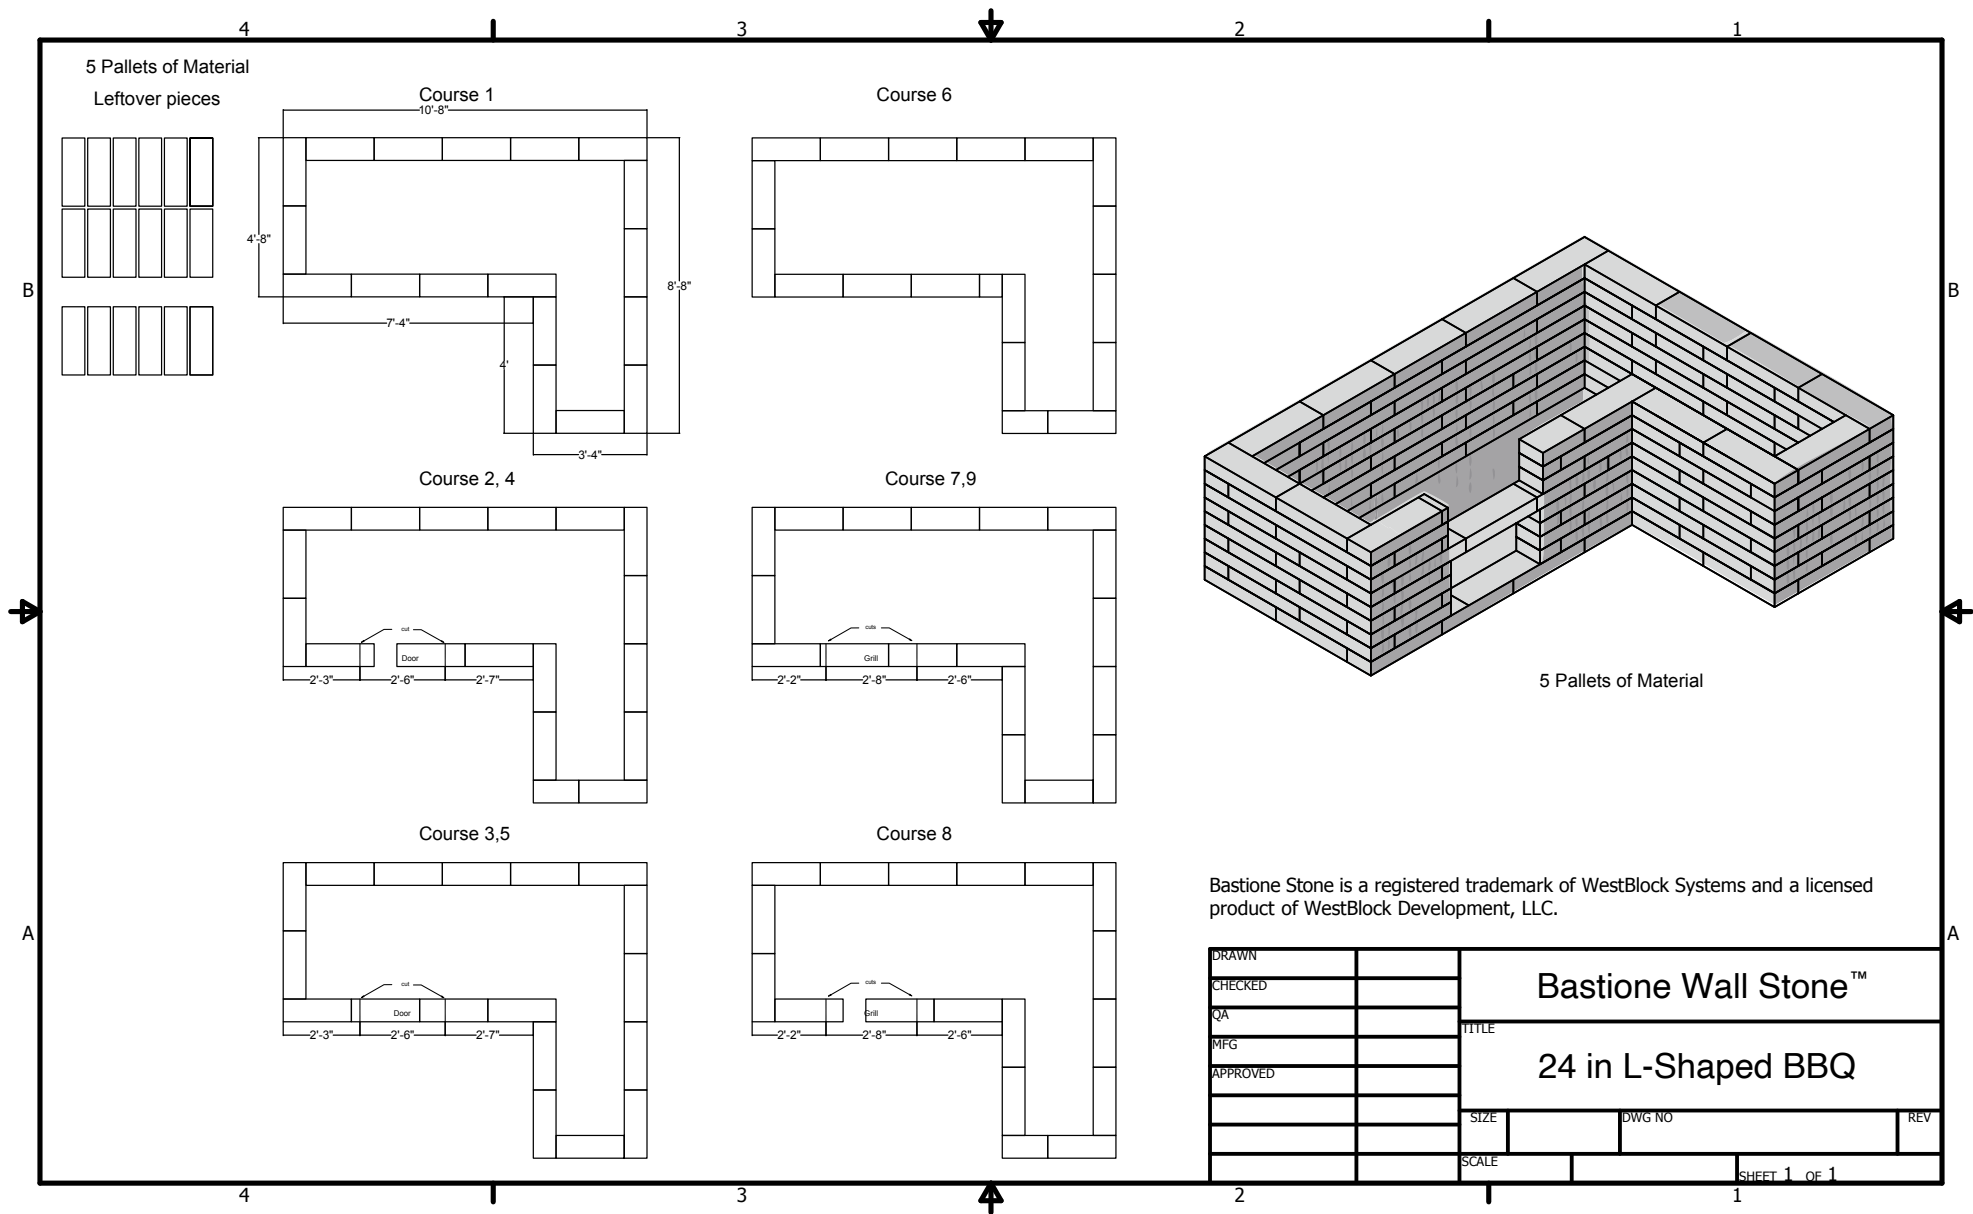 4 3 2 1
5 Pallets of Material
Leftover pieces
Course 1
10'-8"
4'-8"
8'-8"
7'-4"
4'
3'-4"
Course 6
B B
Course 2, 4
cut
Door
2'-3" 2'-6" 2'-7"
Course 7,9
cuts
Grill
2'-2" 2'-8" 2'-6"
5 Pallets of Material
Course 3,5
cut
Door
2'-3" 2'-6" 2'-7"
Course 8
cuts
Grill
2'-2" 2'-8" 2'-6"
A A
Bastione Stone is a registered trademark of WestBlock Systems and a licensed
product of WestBlock Development, LLC.
DRAWN
CHECKED
QA
MFG
APPROVED
Bastione Wall Stone™
TITLE
24 in L-Shaped BBQ
SIZE DWG NO REV
SCALE
SHEET 1 OF 1
4 3 2 1